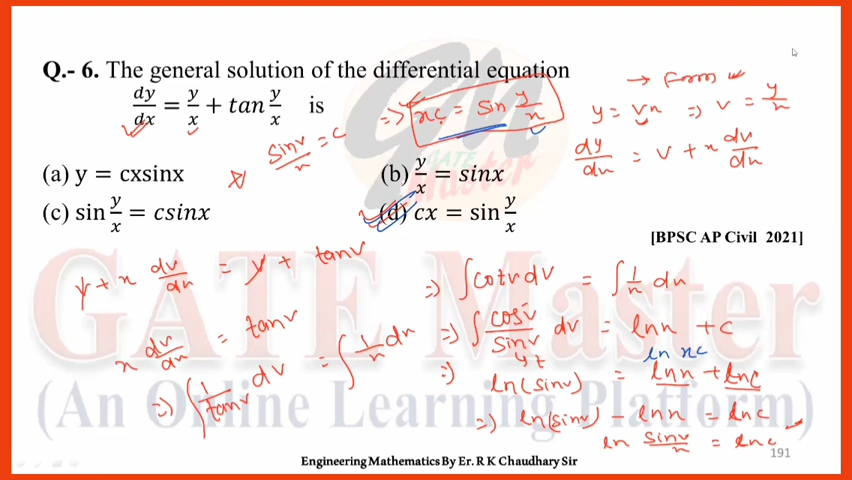 Q.- 6. The general solution of the differential equation
dy/dx = y/x + tan y/x is
(a) y = cxsinx
(b) y/x = sinx
(c) sin y/x = csinx
(d) cx = sin y/x
[BPSC AP Civil 2021]
→ Form
y = vx ⇒ v = y/x
dy/dx = v + x dv/dx
v + x dv/dx = v + tanv
x dv/dx = tanv
⇒ ∫ 1/tanv dv = ∫ 1/x dx
⇒ ∫ cotv dv = ∫ 1/x dx
⇒ ∫ cosv/sinv dv = lnx + c
ln xc
⇒ ln(sinv) = lnx + lnc
⇒ ln(sinv) - lnx = lnc
ln sinv/x = lnc
sinv/x = c
⇒ xc = sin y/x
GATE Master
(An Online Learning Platform)
191
Engineering Mathematics By Er. R K Chaudhary Sir